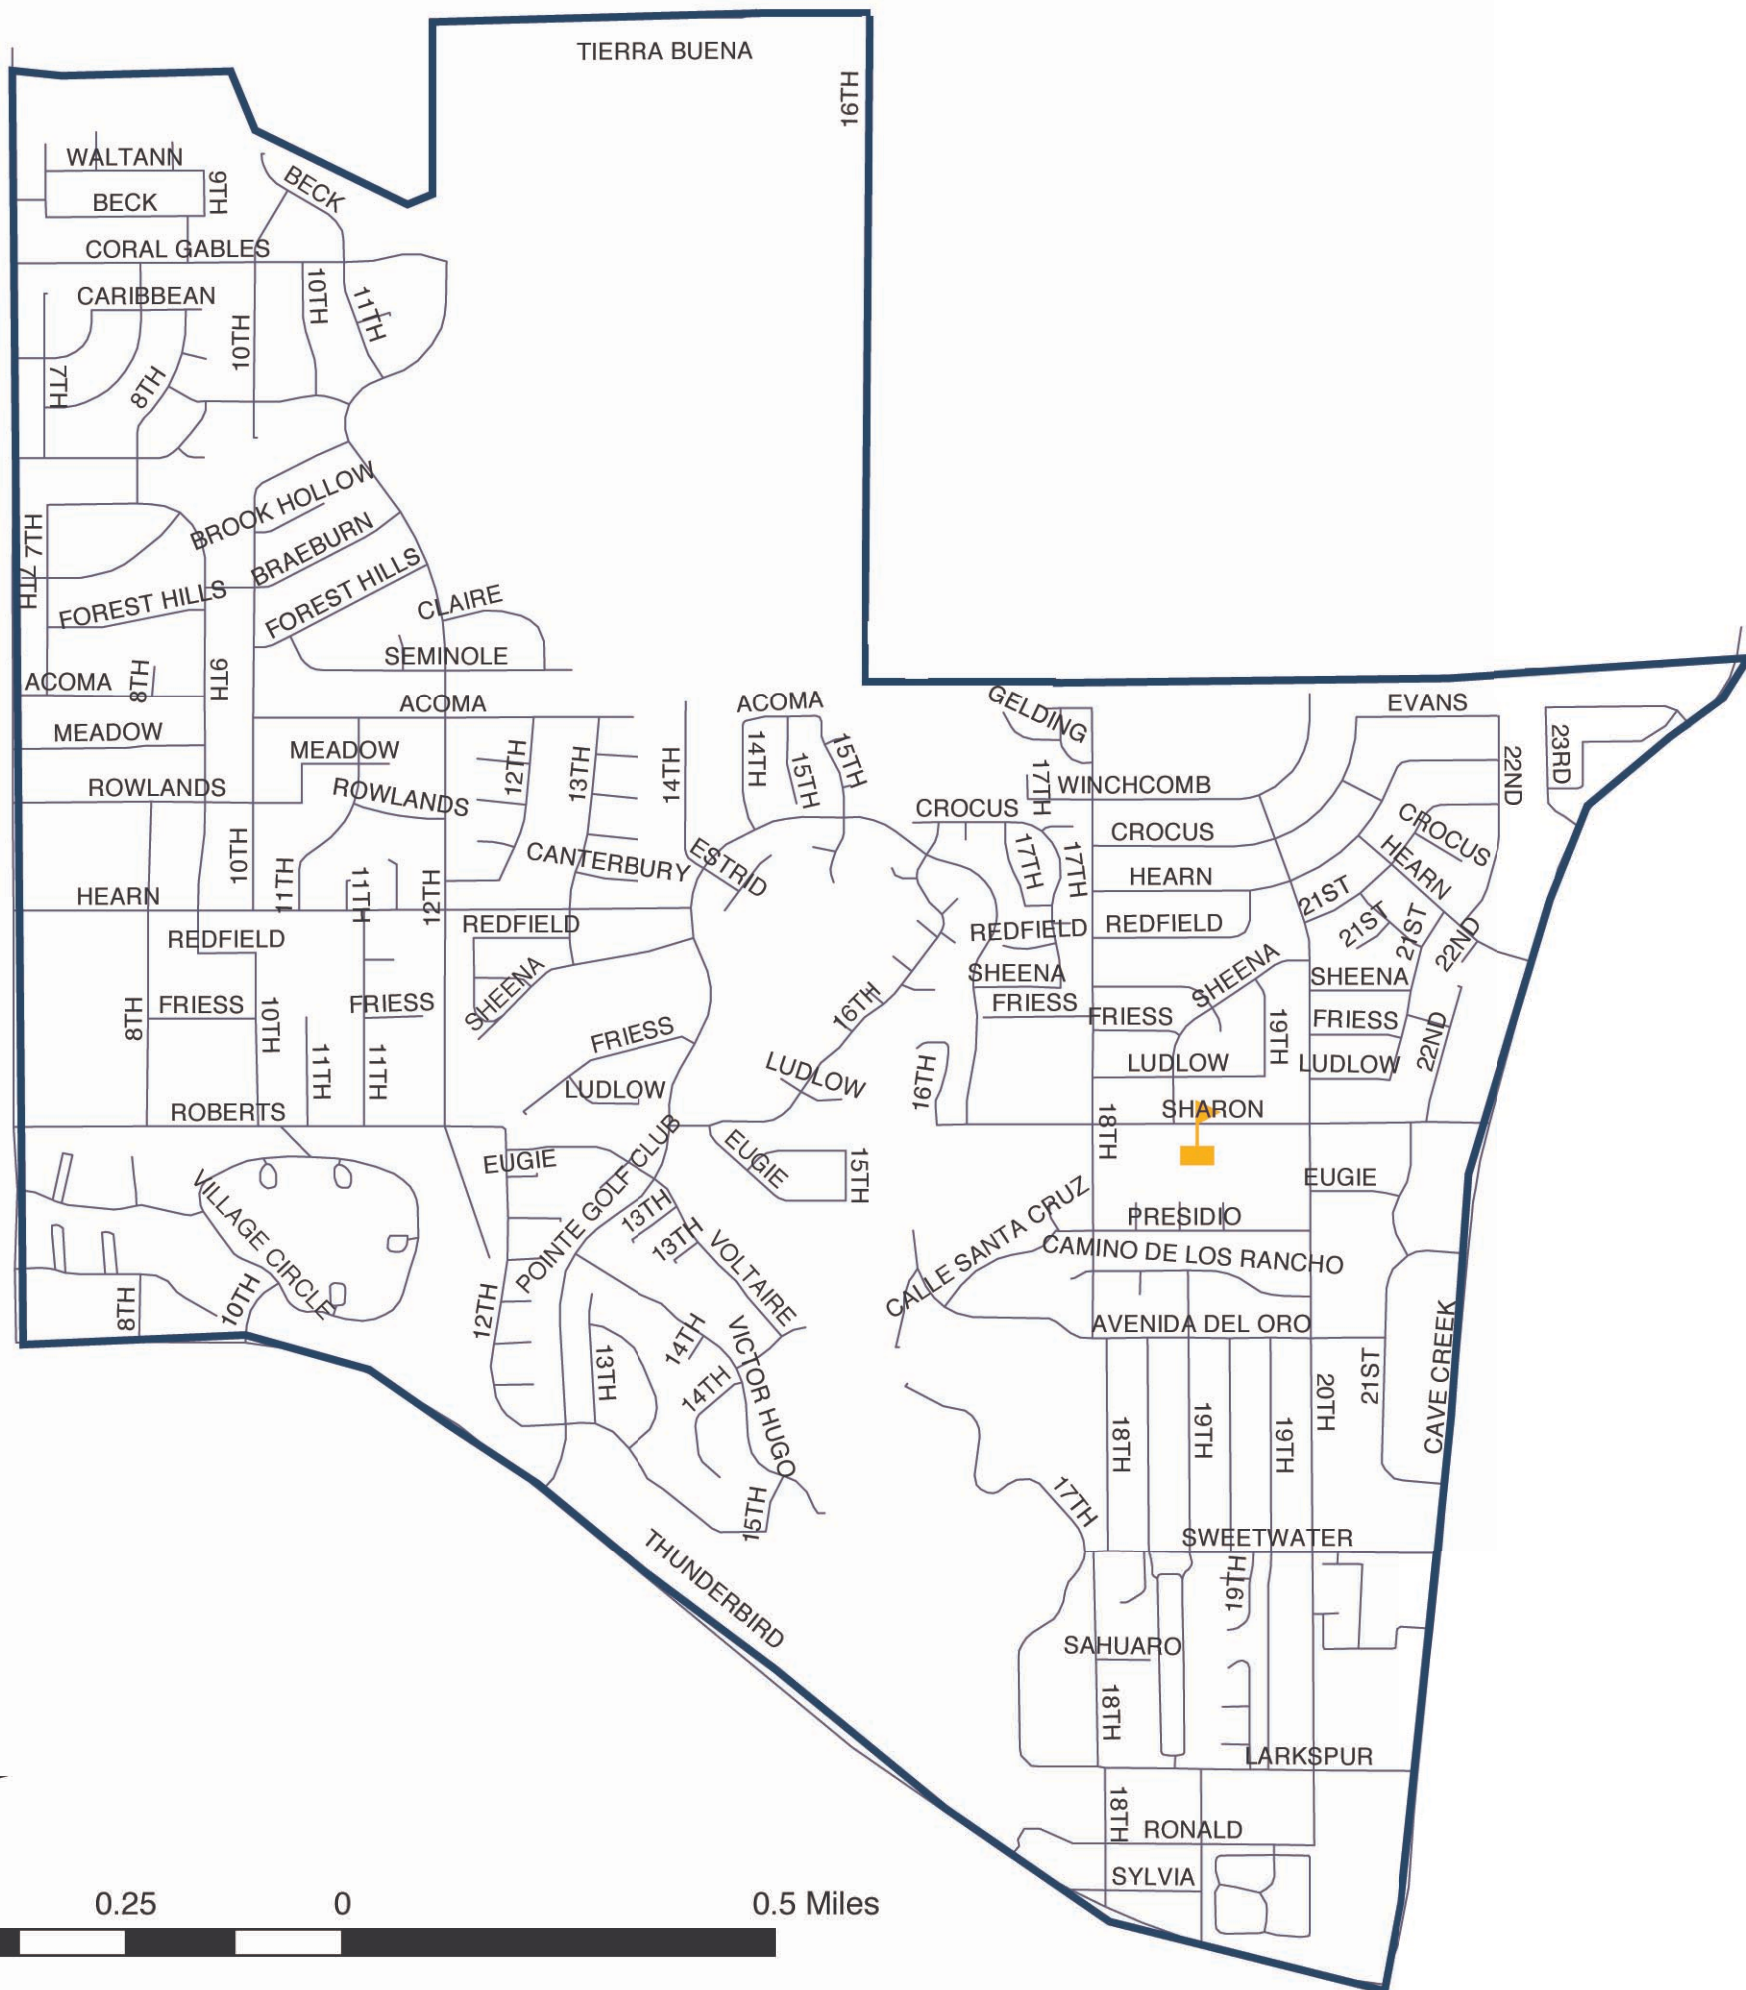 TIERRA BUENA
16TH
WALTANN
BECK
9TH
BECK
CORAL GABLES
CARIBBEAN
10TH
11TH
10TH
7TH
8TH
BROOK HOLLOW
BRAEBURN
7TH
7TH
FOREST HILLS
FOREST HILLS
CLAIRE
SEMINOLE
ACOMA
8TH
9TH
ACOMA
ACOMA
GELDING
EVANS
MEADOW
MEADOW
12TH
13TH
14TH
14TH
15TH
15TH
17TH
22ND
23RD
ROWLANDS
ROWLANDS
WINCHCOMB
CROCUS
CROCUS
CROCUS
10TH
11TH
11TH
12TH
CANTERBURY
ESTRID
17TH
17TH
HEARN
HEARN
HEARN
21ST
21ST
21ST
22ND
REDFIELD
REDFIELD
REDFIELD
REDFIELD
SHEENA
SHEENA
SHEENA
SHEENA
8TH
FRIESS
10TH
FRIESS
11TH
11TH
FRIESS
16TH
FRIESS
FRIESS
19TH
FRIESS
22ND
LUDLOW
LUDLOW
16TH
LUDLOW
LUDLOW
ROBERTS
18TH
SHARON
POINTE GOLF CLUB
EUGIE
EUGIE
15TH
EUGIE
VILLAGE CIRCLE
13TH
13TH
VOLTAIRE
CALLE SANTA CRUZ
PRESIDIO
CAMINO DE LOS RANCHO
8TH
10TH
12TH
AVENIDA DEL ORO
13TH
14TH
14TH
VICTOR HUGO
18TH
19TH
19TH
20TH
21ST
CAVE CREEK
15TH
17TH
THUNDERBIRD
SWEETWATER
19TH
SAHUARO
18TH
LARKSPUR
18TH
RONALD
SYLVIA
0.25 0 0.5 Miles